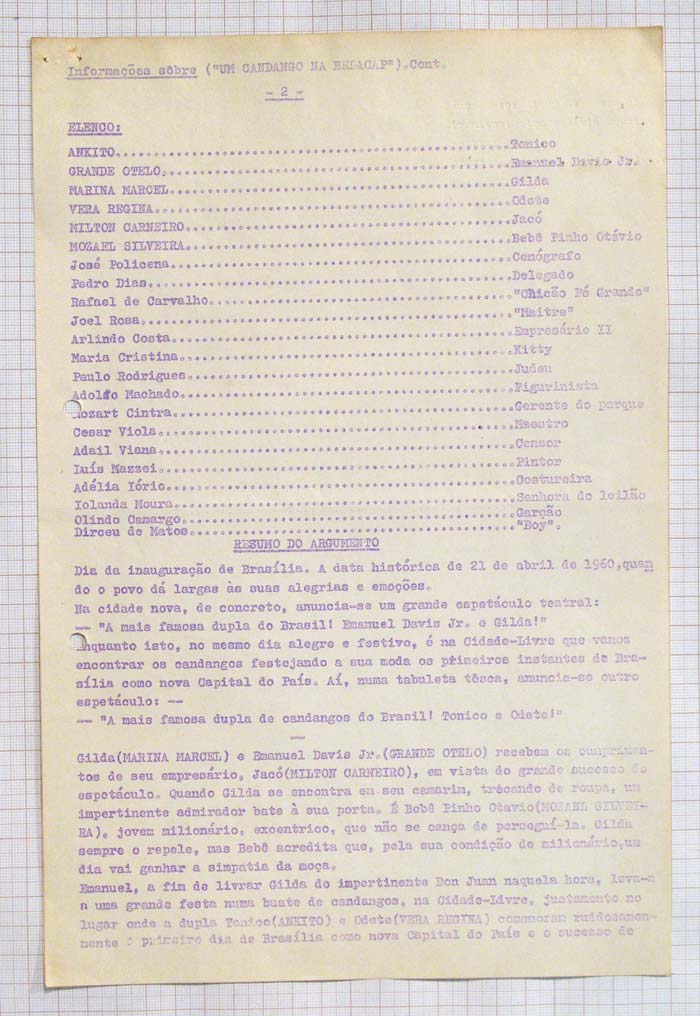 Informações sôbre ("UM CANDANGO NA BELACAP").Cont.
- 2 -
ELENCO:
ANKITO..........Tonico
GRANDE OTELO..........Emanuel Davis Jr.
MARINA MARCEL..........Gilda
VERA REGINA..........Odete
MILTON CARNEIRO..........Jacó
MOZAEL SILVEIRA..........Bebê Pinho Otávio
José Policena..........Cenógrafo
Pedro Dias..........Delegado
Rafael de Carvalho.........."Chicão Pé Grande"
Joel Rosa..........."Maitre"
Arlindo Costa..........Empresário II
Maria Cristina..........Kitty
Paulo Rodrigues..........Judeu
Adolfo Machado..........Figurinista
Mozart Cintra..........Gerente do parque
Cesar Viola..........Maestro
Adail Viana..........Censor
Luís Mazzei..........Pintor
Adélia Iório..........Costureira
Iolanda Moura..........Senhora do leilão
Olindo Camargo..........Garção
Dirceu de Matos.........."Boy".
RESUMO DO ARGUMENTO
Dia da inauguração de Brasília. A data histórica de 21 de abril de 1960,quan
do o povo dá largas às suas alegrias e emoções.
Na cidade nova, de concreto, anuncia-se um grande espetáculo teatral:
- "A mais famosa dupla do Brasil! Emanuel Davis Jr. e Gilda!"
Enquanto isto, no mesmo dia alegre e festivo, é na Cidade-Livre que vamos
encontrar os candangos festejando a sua moda os primeiros instantes de Bra-
sília como nova Capital do País. Aí, numa tabuleta tôsca, anuncia-se outro
espetáculo: --
-- "A mais famosa dupla de candangos do Brasil! Tonico e Odete!"
--
Gilda(MARINA MARCEL) e Emanuel Davis Jr.(GRANDE OTELO) recebem os cumprimen-
tos de seu empresário, Jacó(MILTON CARNEIRO), em vista do grande sucesso do
espetáculo. Quando Gilda se encontra em seu camarim, trocando de roupa, um
impertinente admirador bate à sua porta. É Bebê Pinho Otavio(MOZAEL SILVEI-
RA), jovem milionário, excentrico, que não se cança de perseguí-la. Gilda
sempre o repele, mas Bebê acredita que, pela sua condição de milionário,um
dia vai ganhar a simpatia da moça.
Emanuel, a fim de livrar Gilda do impertinente Don Juan naquela hora, leva-a
a uma grande festa numa buate de candangos, na Cidade-Livre, justamente no
lugar onde a dupla Tonico(ANKITO) e Odete(VERA REGINA) comemoram ruidosamen-
mente o primeiro dia de Brasília como nova Capital do País e o sucesso de